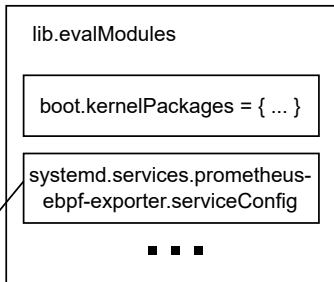 lib.evalModules
boot.kernelPackages = { ... }
systemd.services.prometheus-
ebpf-exporter.serviceConfig
...